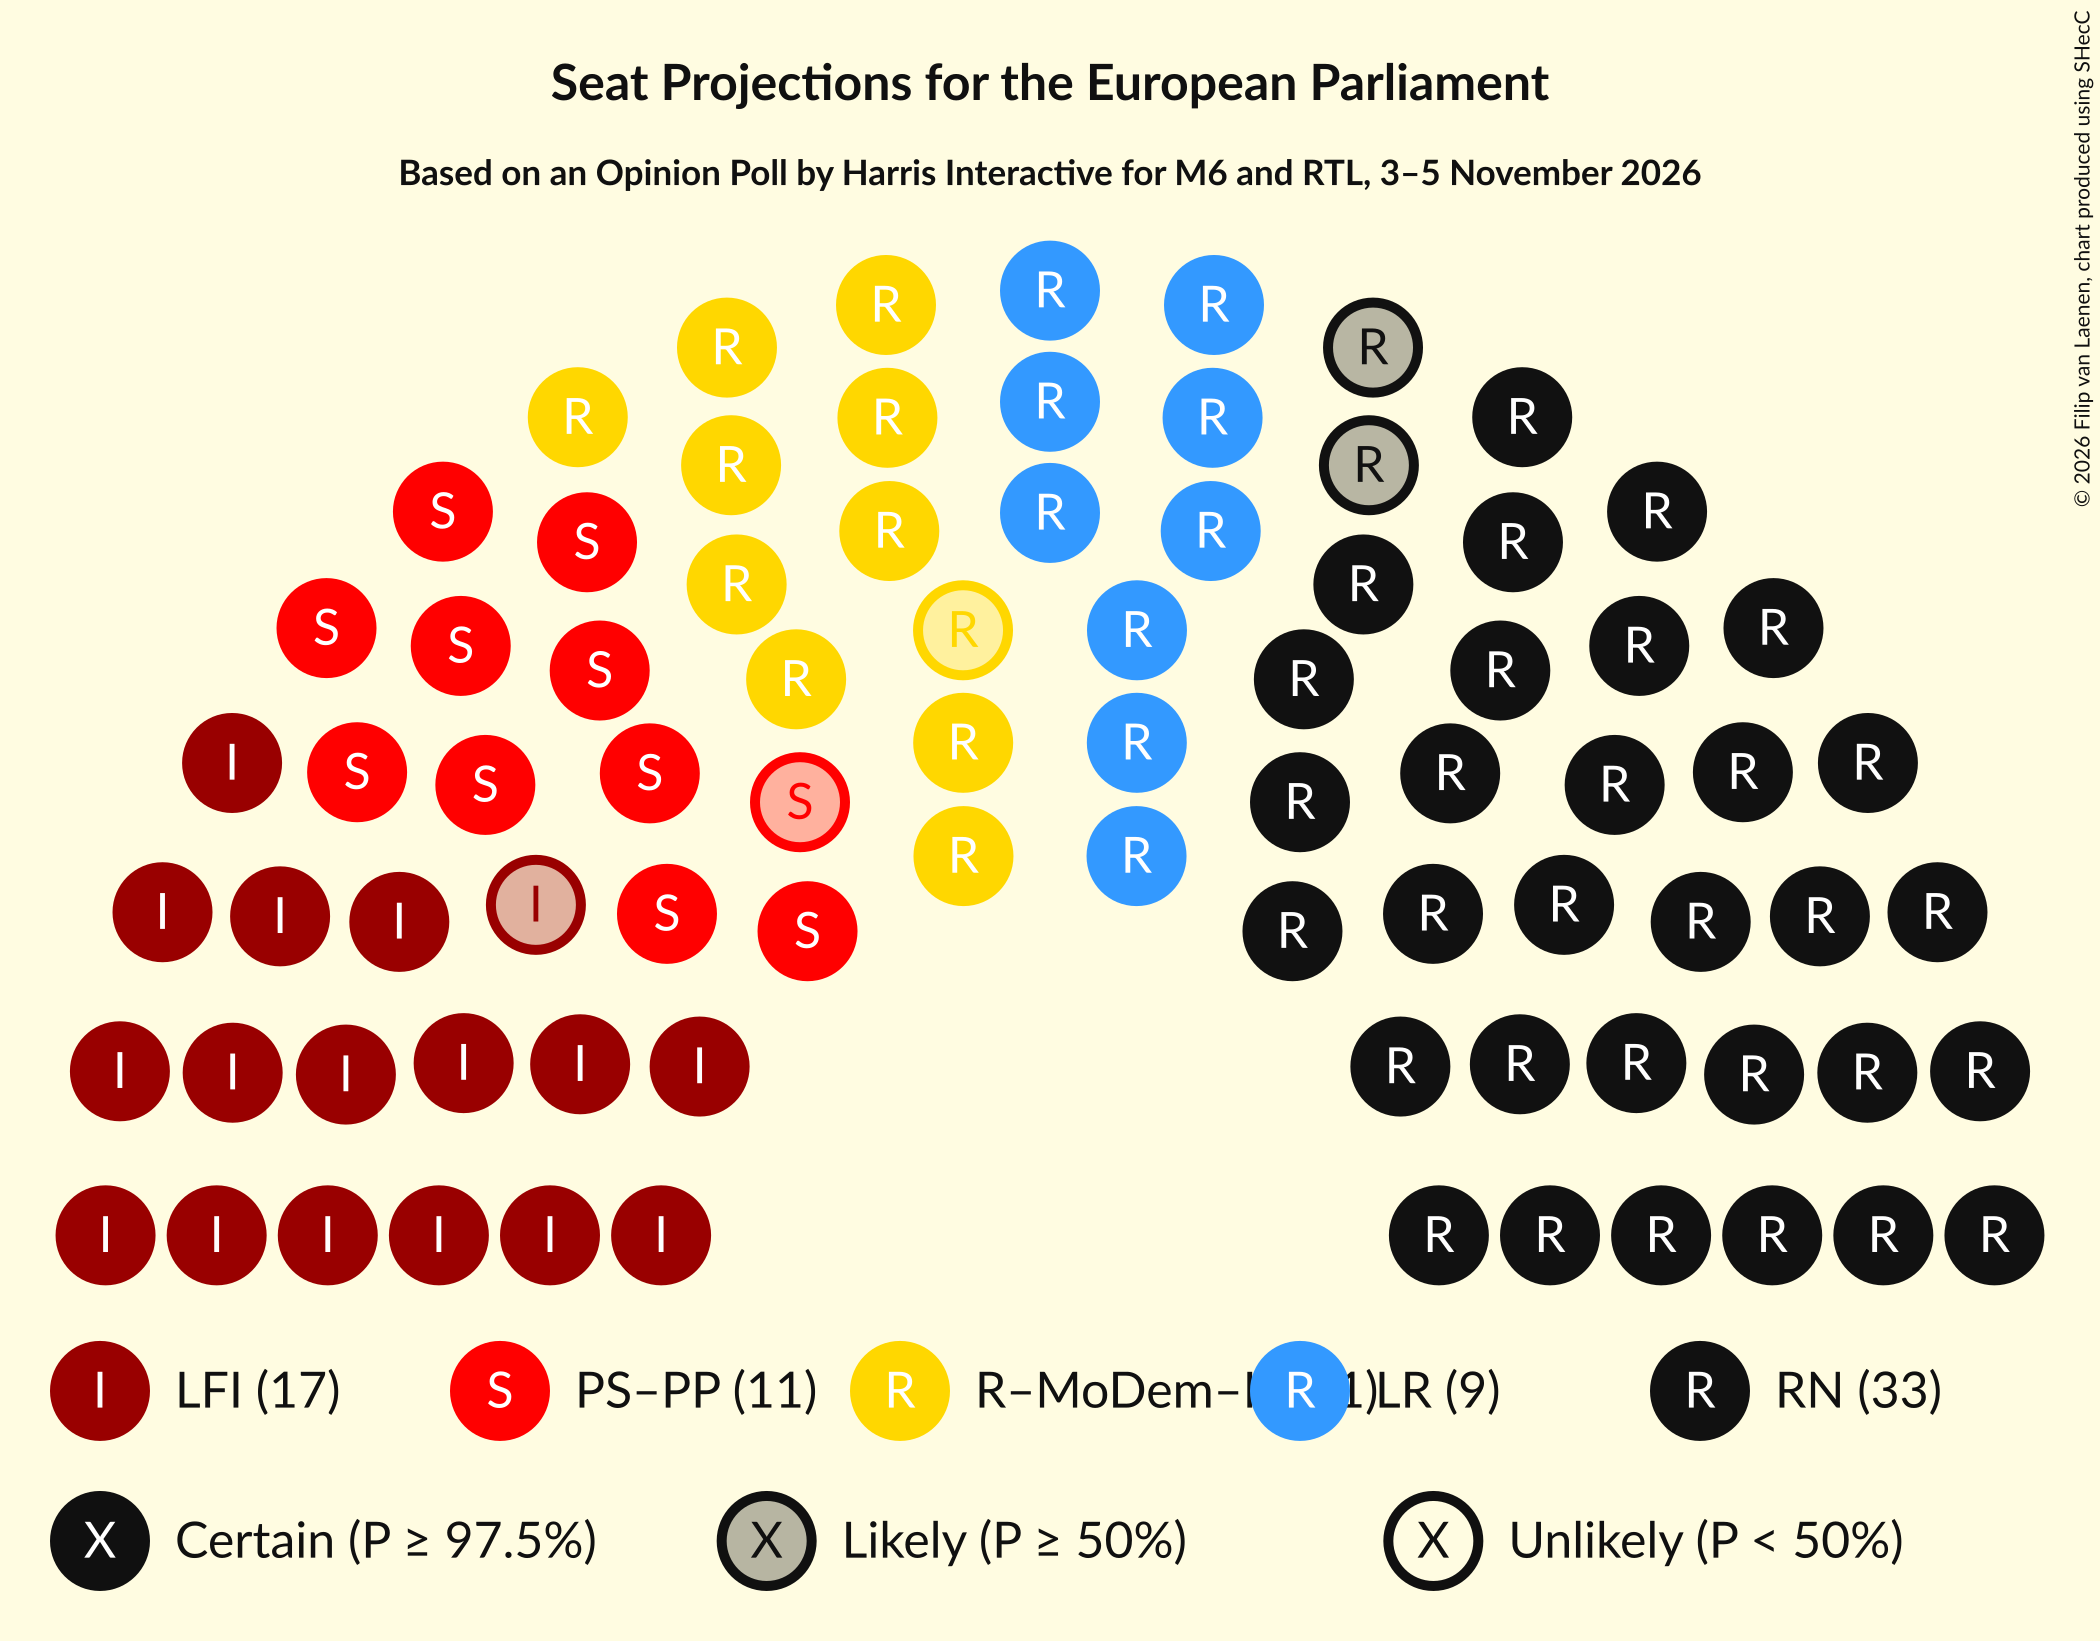 Seat Projections for the European Parliament
Based on an Opinion Poll by Harris Interactive for M6 and RTL, 3–5 November 2026
© 2026 Filip van Laenen, chart produced using SHecC
R R R
R R
R R R
R R
R R
S R R R R
S S R R R
R R
S S S R R R
R R R R
I S S S R R R R
S R R R R
I I I I S S R R R R R R
R R
I I I I I I R R R R R R
I I I I I I R R R R R R
I LFI (17) S PS–PP (11) R R–MoDem– R LR (9) R RN (33)
X Certain (P ≥ 97.5%) X Likely (P ≥ 50%) X Unlikely (P < 50%)